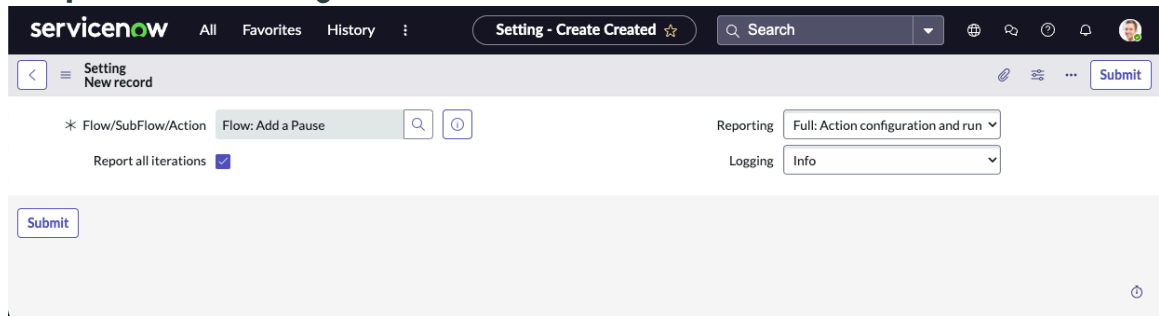 servicenow All Favorites History Setting - Create Created Search
Setting
New record
Submit
Flow/SubFlow/Action Flow: Add a Pause Reporting Full: Action configuration and run
Report all iterations Logging Info
Submit